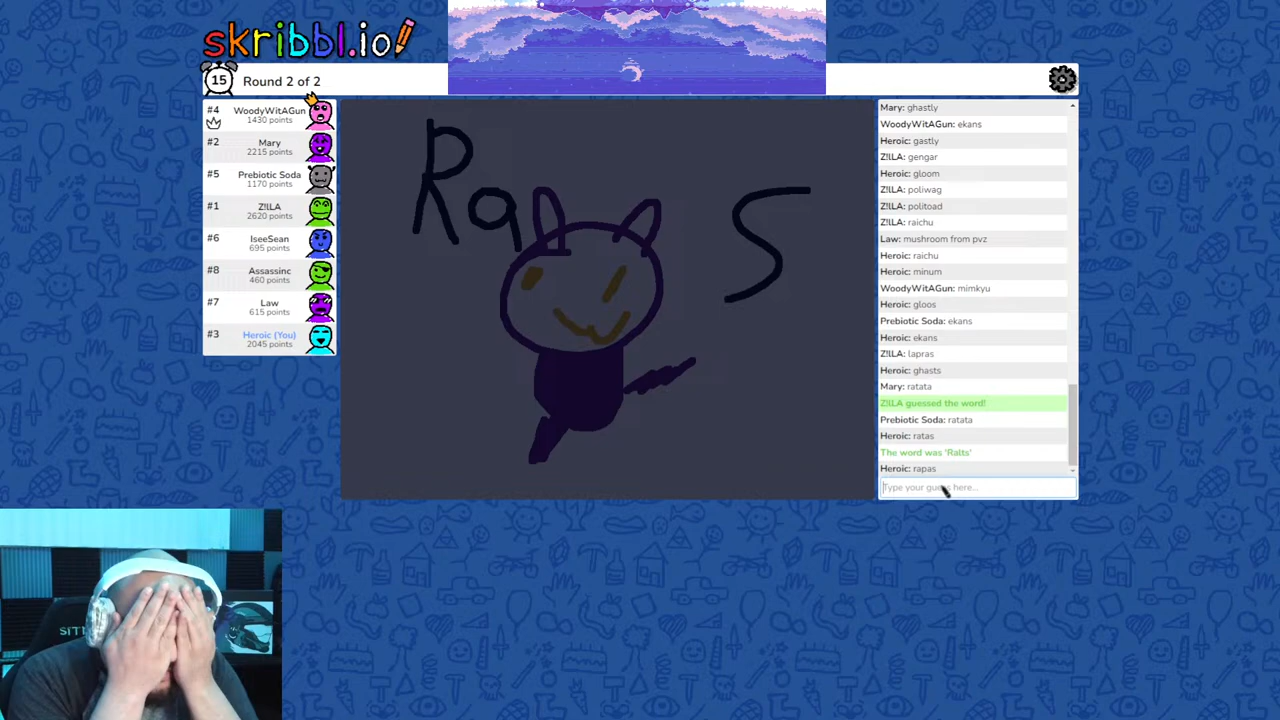 skribbl.io
15
Round 2 of 2
#4 WoodyWitAGun
1430 points
#2 Mary
2215 points
#5 Prebiotic Soda
1170 points
#1 Z!lLA
2620 points
#6 IseeSean
695 points
#8 Assassinc
460 points
#7 Law
615 points
#3 Heroic (You)
2045 points
Ra S
Mary: ghastly
WoodyWitAGun: ekans
Heroic: gastly
Z!lLA: gengar
Heroic: gloom
Z!lLA: poliwag
Z!lLA: politoad
Z!lLA: raichu
Law: mushroom from pvz
Heroic: raichu
Heroic: minum
WoodyWitAGun: mimkyu
Heroic: gloos
Prebiotic Soda: ekans
Heroic: ekans
Z!lLA: lapras
Heroic: ghasts
Mary: ratata
Z!lLA guessed the word!
Prebiotic Soda: ratata
Heroic: ratas
The word was 'Ralts'
Heroic: rapas
Type your guess here...